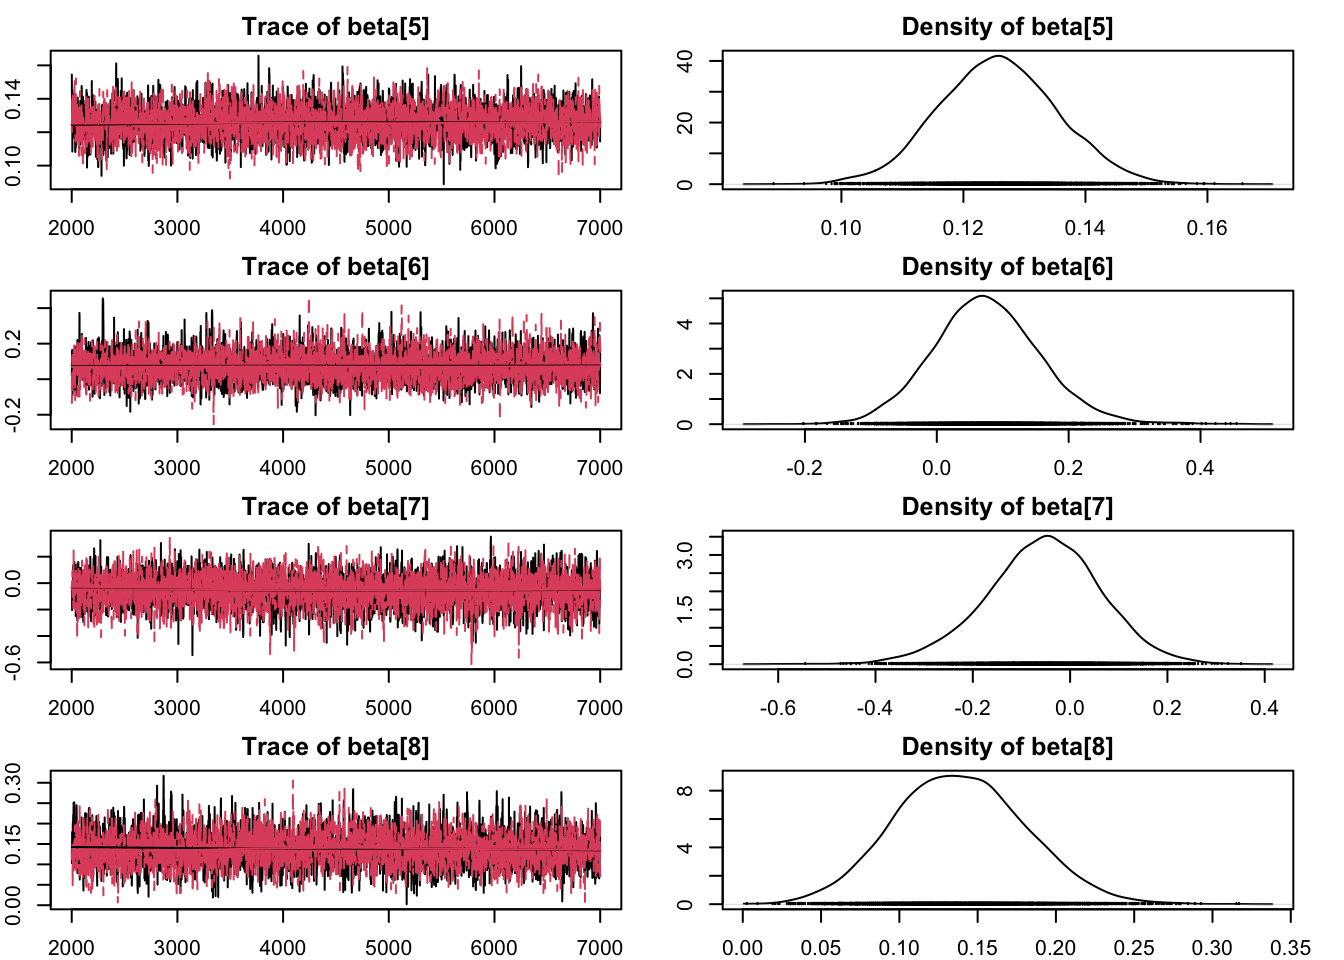 Trace of beta[5]
0.10 0.14
2000 3000 4000 5000 6000 7000
Density of beta[5]
0 20 40
0.10 0.12 0.14 0.16
Trace of beta[6]
-0.2 0.2
2000 3000 4000 5000 6000 7000
Density of beta[6]
0 2 4
-0.2 0.0 0.2 0.4
Trace of beta[7]
-0.6 0.0
2000 3000 4000 5000 6000 7000
Density of beta[7]
0.0 1.5 3.0
-0.6 -0.4 -0.2 0.0 0.2 0.4
Trace of beta[8]
0.00 0.15 0.30
2000 3000 4000 5000 6000 7000
Density of beta[8]
0 4 8
0.00 0.05 0.10 0.15 0.20 0.25 0.30 0.35